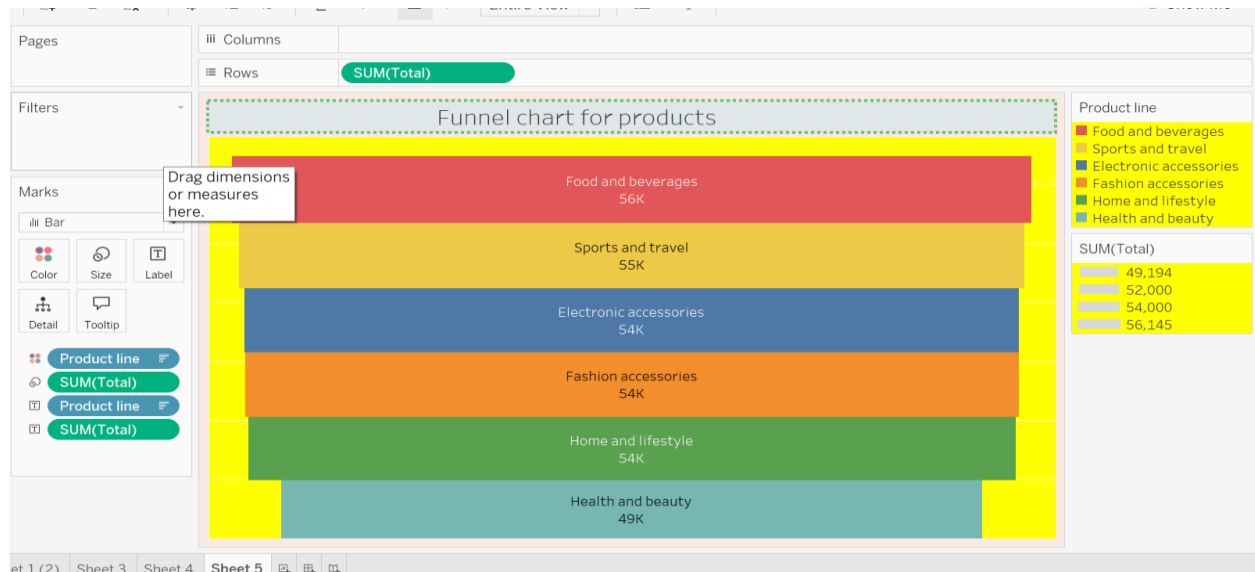 Pages
iii Columns
Rows
SUM(Total)
Filters
Drag dimensions
or measures
here.
Marks
Bar
Color
Size
Label
Detail
Tooltip
Product line
SUM(Total)
Product line
SUM(Total)
Funnel chart for products
Food and beverages
56K
Sports and travel
55K
Electronic accessories
54K
Fashion accessories
54K
Home and lifestyle
54K
Health and beauty
49K
Product line
Food and beverages
Sports and travel
Electronic accessories
Fashion accessories
Home and lifestyle
Health and beauty
SUM(Total)
49,194
52,000
54,000
56,145
et 1 (2)
Sheet 3
Sheet 4
Sheet 5